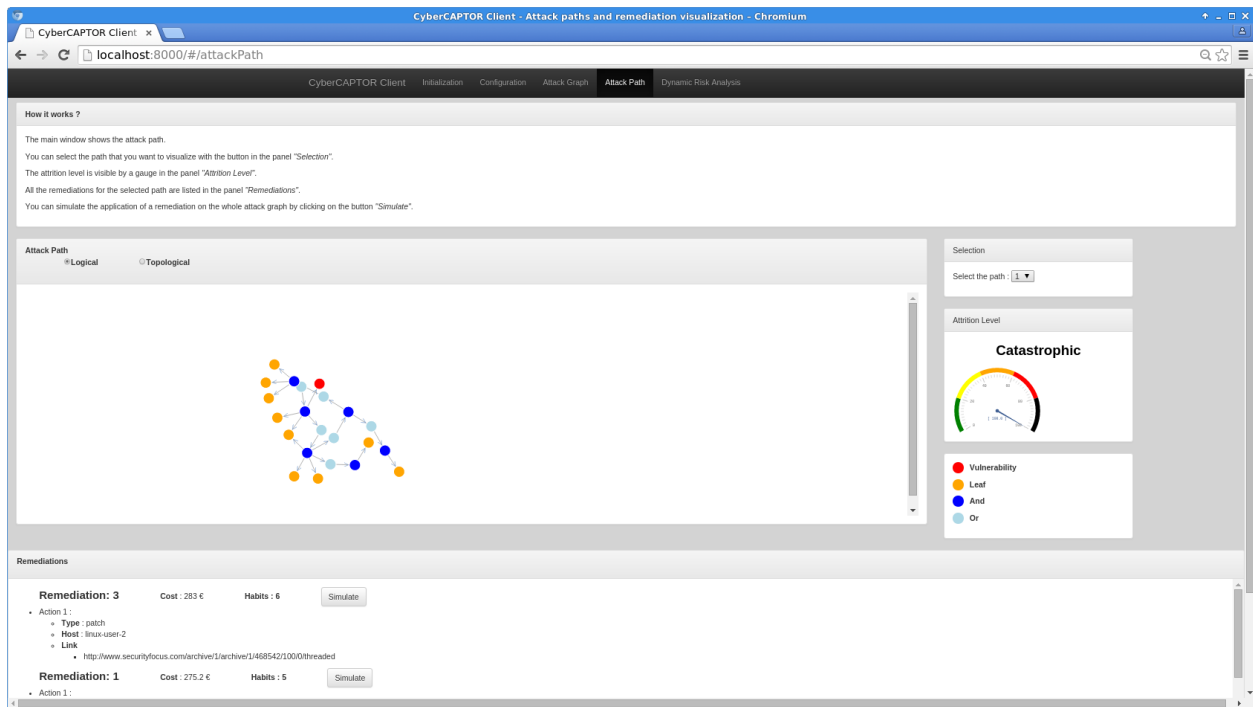 CyberCAPTOR Client - Attack paths and remediation visualization - Chromium
CyberCAPTOR Client ×
localhost:8000/#/attackPath
CyberCAPTOR Client Initialization Configuration Attack Graph Attack Path Dynamic Risk Analysis
How it works ?
The main window shows the attack path.
You can select the path that you want to visualize with the button in the panel "Selection".
The attrition level is visible by a gauge in the panel "Attrition Level".
All the remediations for the selected path are listed in the panel "Remediations".
You can simulate the application of a remediation on the whole attack graph by clicking on the button "Simulate".
Attack Path
Logical Topological
Selection
Select the path : 1
Attrition Level
Catastrophic
Vulnerability
Leaf
And
Or
Remediations
Remediation: 3 Cost : 283 € Habits : 6 Simulate
Action 1 :
Type : patch
Host : linux-user-2
Link
http://www.securityfocus.com/archive/1/archive/1/468542/100/0/threaded
Remediation: 1 Cost : 275.2 € Habits : 5 Simulate
Action 1 :